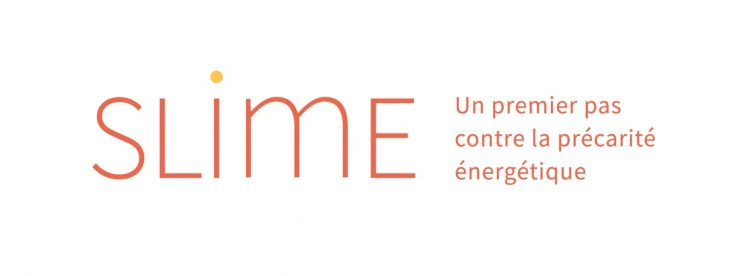 SLiME
Un premier pas
contre la précarité
énergétique